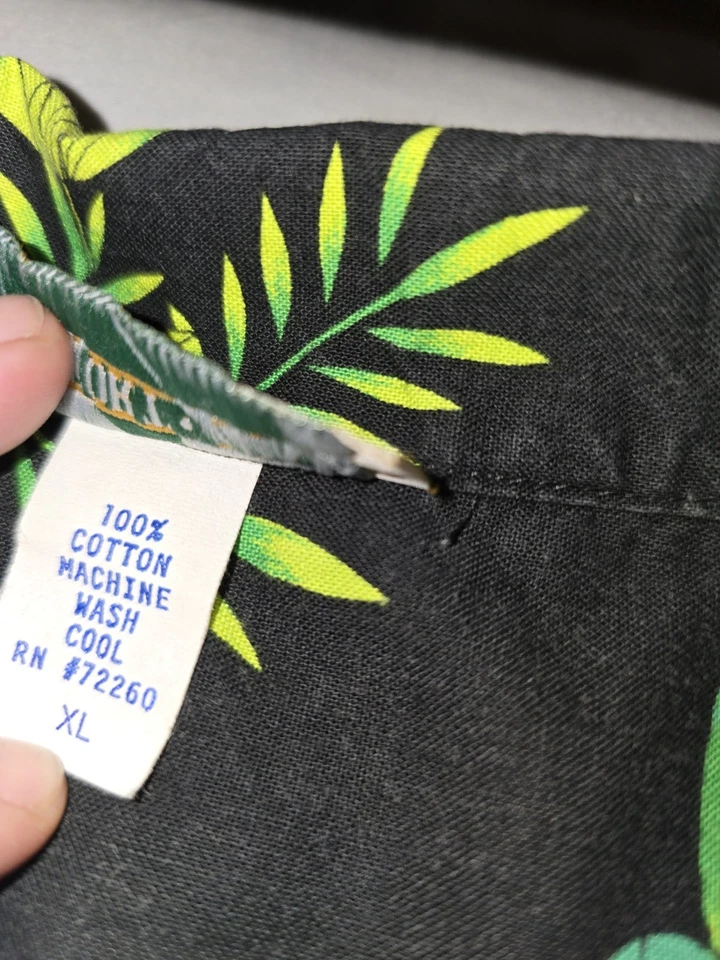 100%
COTTON
MACHINE
WASH
COOL
RN #72260
XL